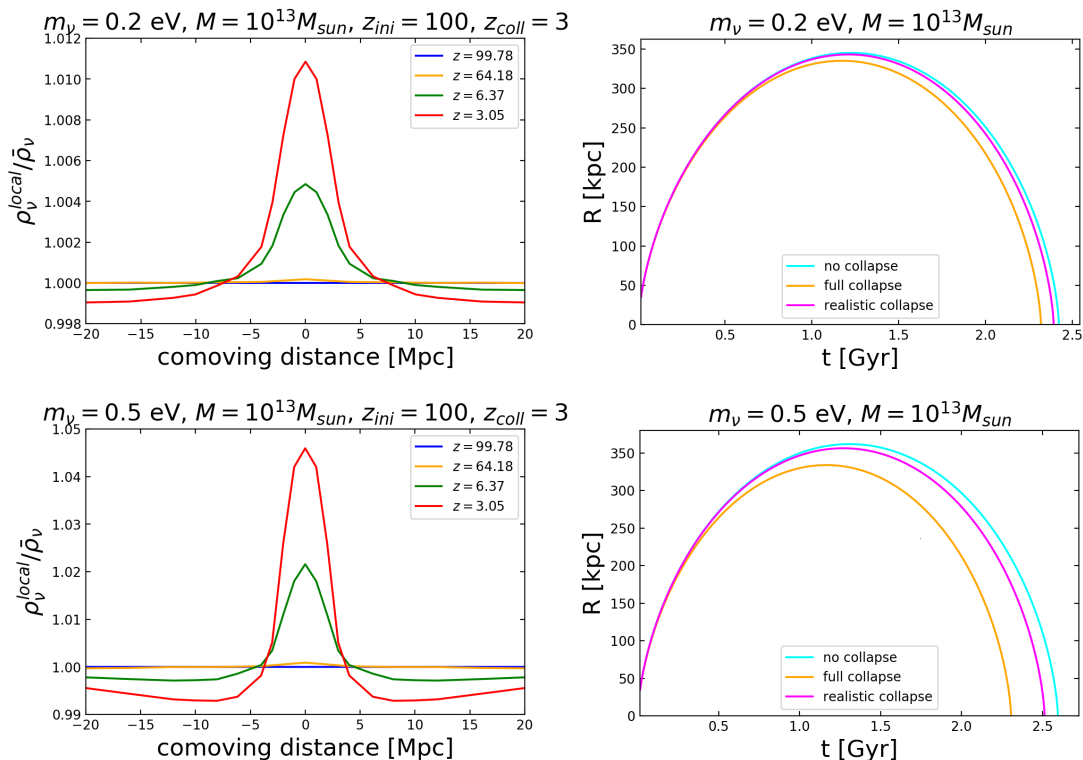 m_ν = 0.2 eV, M = 10^13 M_sun, z_ini = 100, z_coll = 3
1.012
1.010
1.008
1.006
1.004
1.002
1.000
0.998
ρ_ν^local/ρ̄_ν
z = 99.78
z = 64.18
z = 6.37
z = 3.05
−20 −15 −10 −5 0 5 10 15 20
comoving distance [Mpc]
m_ν = 0.2 eV, M = 10^13 M_sun
350
300
250
200
150
100
50
0
R [kpc]
no collapse
full collapse
realistic collapse
0.5 1.0 1.5 2.0 2.5
t [Gyr]
m_ν = 0.5 eV, M = 10^13 M_sun, z_ini = 100, z_coll = 3
1.05
1.04
1.03
1.02
1.01
1.00
0.99
ρ_ν^local/ρ̄_ν
z = 99.78
z = 64.18
z = 6.37
z = 3.05
−20 −15 −10 −5 0 5 10 15 20
comoving distance [Mpc]
m_ν = 0.5 eV, M = 10^13 M_sun
350
300
250
200
150
100
50
0
R [kpc]
no collapse
full collapse
realistic collapse
0.5 1.0 1.5 2.0 2.5
t [Gyr]